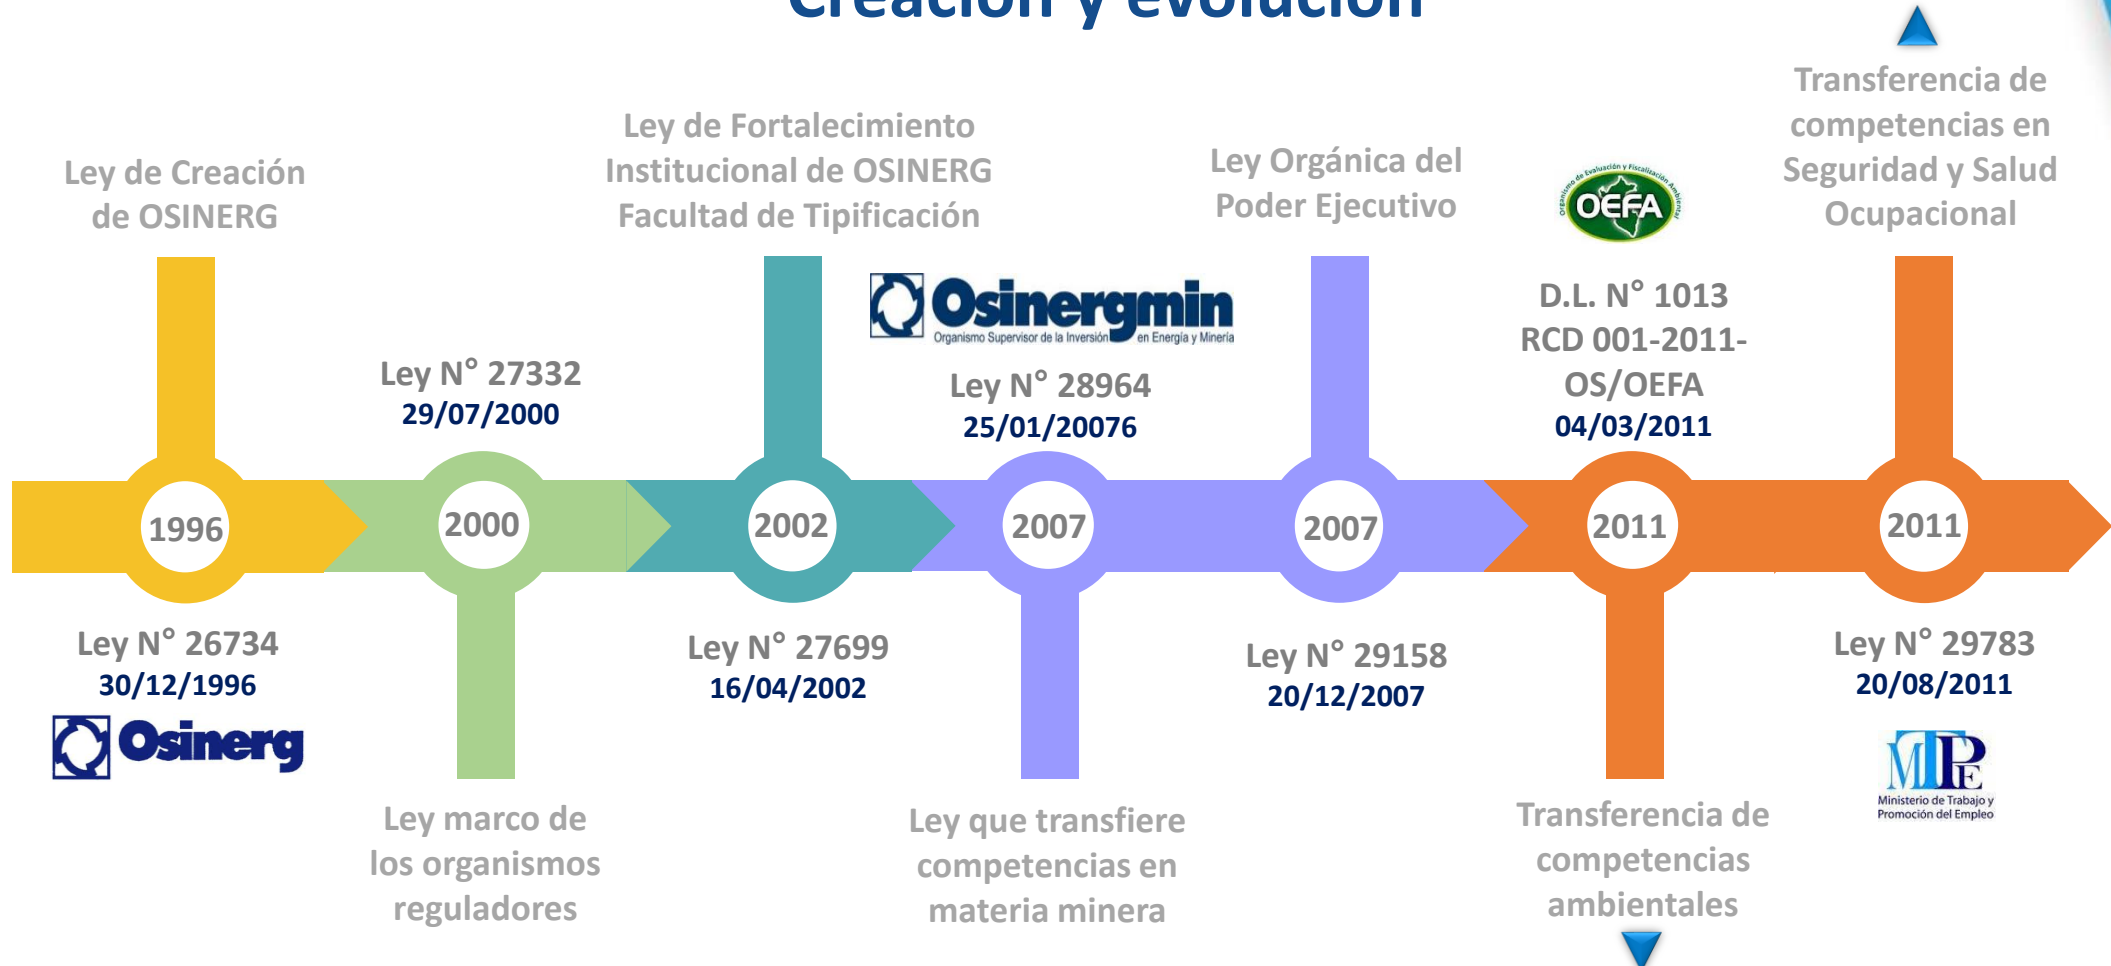 Creación y evolución
Ley de Creación
de OSINERG
1996
Ley N° 26734
30/12/1996
Osinerg
Ley N° 27332
29/07/2000
2000
Ley marco de
los organismos
reguladores
Ley de Fortalecimiento
Institucional de OSINERG
Facultad de Tipificación
2002
Ley N° 27699
16/04/2002
Osinergmin
Organismo Supervisor de la Inversión en Energía y Minería
Ley N° 28964
25/01/20076
2007
Ley que transfiere
competencias en
materia minera
Ley Orgánica del
Poder Ejecutivo
2007
Ley N° 29158
20/12/2007
Organismo de Evaluación y Fiscalización Ambiental
OEFA
D.L. N° 1013
RCD 001-2011-
OS/OEFA
04/03/2011
2011
Transferencia de
competencias
ambientales
Transferencia de
competencias en
Seguridad y Salud
Ocupacional
2011
Ley N° 29783
20/08/2011
MTPE
Ministerio de Trabajo y
Promoción del Empleo